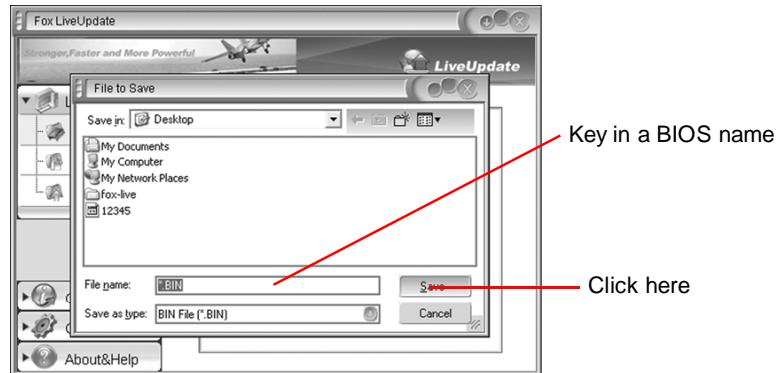 Fox LiveUpdate
Stronger,Faster and More Powerful
LiveUpdate
File to Save
Save in: Desktop
My Documents
My Computer
My Network Places
fox-live
12345
Key in a BIOS name
File name: *.BIN
Save
Click here
Save as type: BIN File (*.BIN)
Cancel
About&Help